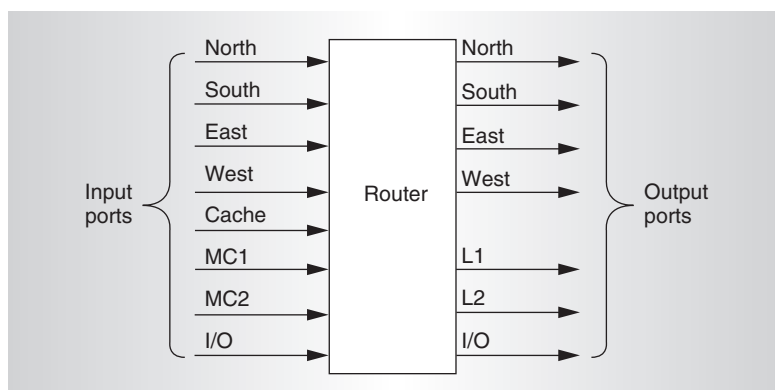 North
South
East
West
Cache
MC1
MC2
I/O
Input
ports
Router
North
South
East
West
L1
L2
I/O
Output
ports